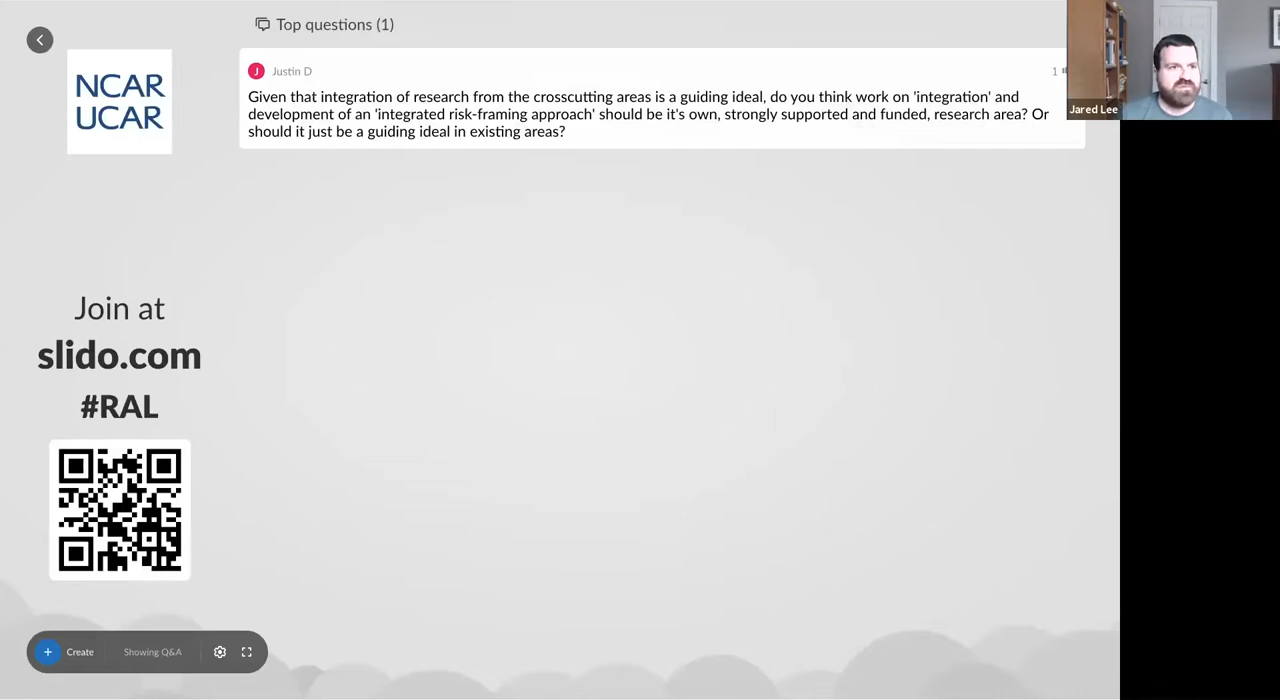 Top questions (1)
NCAR
UCAR
J
Justin D
1
Given that integration of research from the crosscutting areas is a guiding ideal, do you think work on 'integration' and
development of an 'intetrated risk-framing approach' should be it's own, strongly supported and funded, research area? Or
should it just be a guiding ideal in existing areas?
Jared Lee
Join at
slido.com
#RAL
Create
Showing Q&A